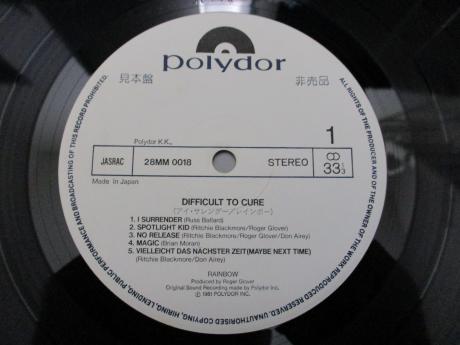 polydor
見本盤
非売品
Polydor K.K.,
1
JASRAC
28MM 0018
STEREO
33 1/3
Made In Japan
DIFFICULT TO CURE
(アイ・サレンダー/レインボー)
1. I SURRENDER (Russ Ballard)
2. SPOTLIGHT KID (Ritchie Blackmore/Roger Glover)
3. NO RELEASE (Ritchie Blackmore/Roger Glover/Don Airey)
4. MAGIC (Brian Moran)
5. VIELLEICHT DAS NÄCHSTER ZEIT(MAYBE NEXT TIME)
(Ritchie Blackmore/Don Airey)
RAINBOW
Produced by Roger Glover
Original Sound Recording made by Polydor Inc.
Ⓟ 1981 POLYDOR INC.
ALL RIGHTS OF THE PRODUCER AND OF THE OWNER OF THE WORK REPRODUCED RESERVED. UNAUTHORISED COPYING, HIRING, LENDING, PUBLIC PERFORMANCE AND BROADCASTING OF THIS RECORD PROHIBITED.